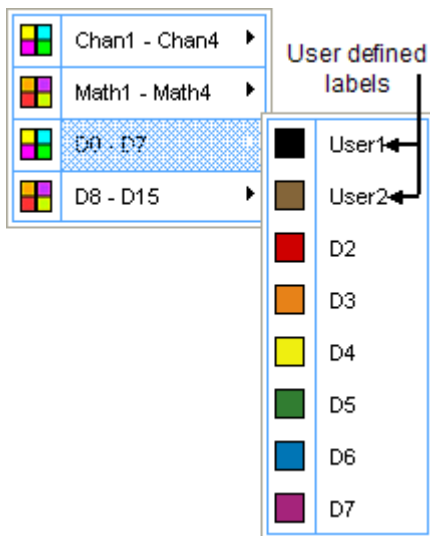 Chan1 - Chan4
Math1 - Math4
D0 - D7
D8 - D15
User defined
labels
User1
User2
D2
D3
D4
D5
D6
D7